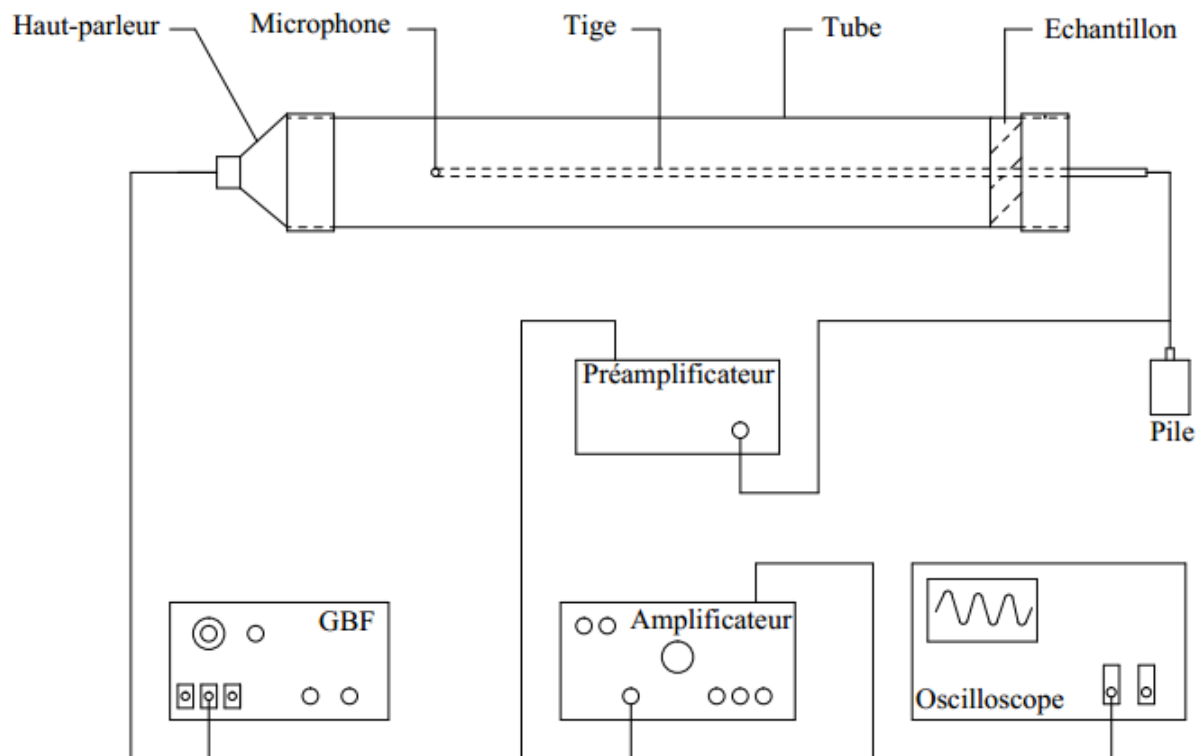 Haut-parleur
Microphone
Tige
Tube
Echantillon
Préamplificateur
Pile
GBF
Amplificateur
Oscilloscope